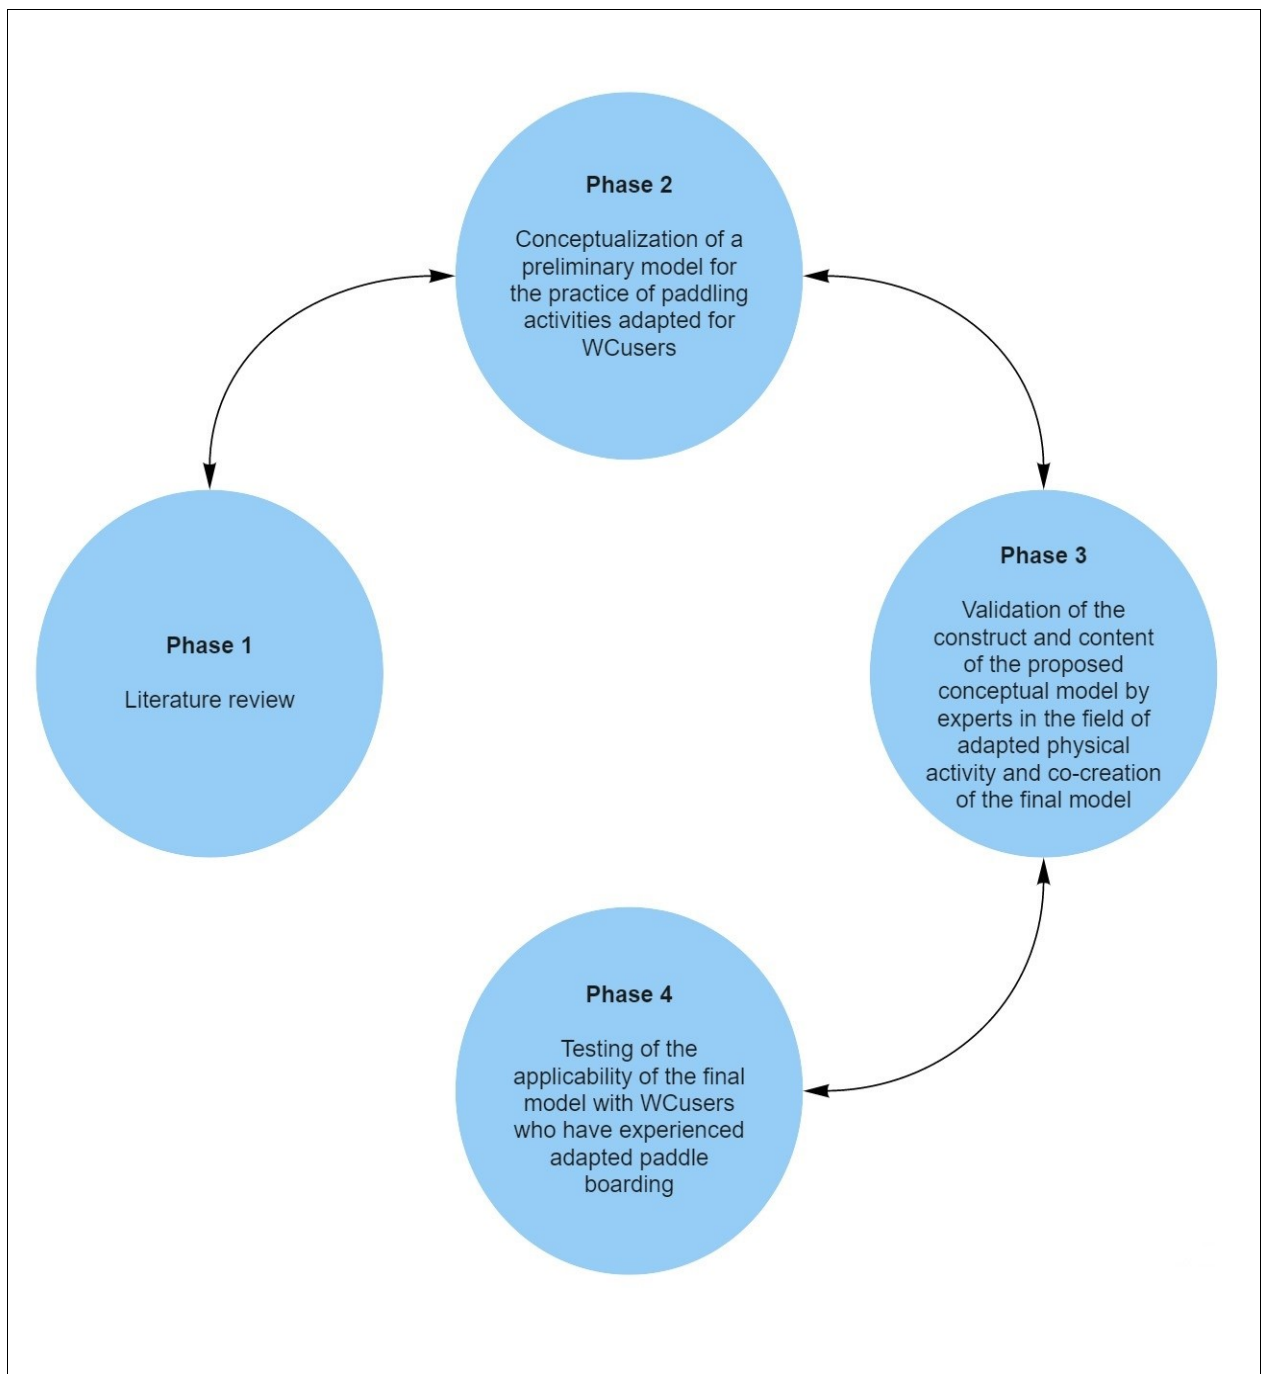 Phase 1
Literature review
Phase 2
Conceptualization of a
preliminary model for
the practice of paddling
activities adapted for
WCusers
Phase 3
Validation of the
construct and content
of the proposed
conceptual model by
experts in the field of
adapted physical
activity and co-creation
of the final model
Phase 4
Testing of the
applicability of the final
model with WCusers
who have experienced
adapted paddle
boarding